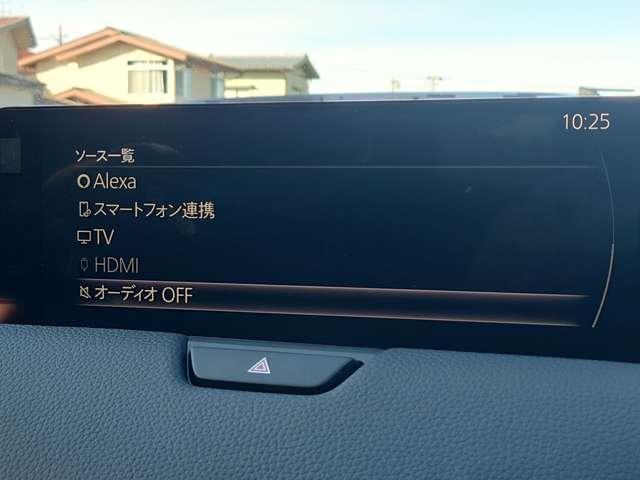 10:25
ソース一覧
Alexa
スマートフォン連携
TV
HDMI
オーディオ OFF